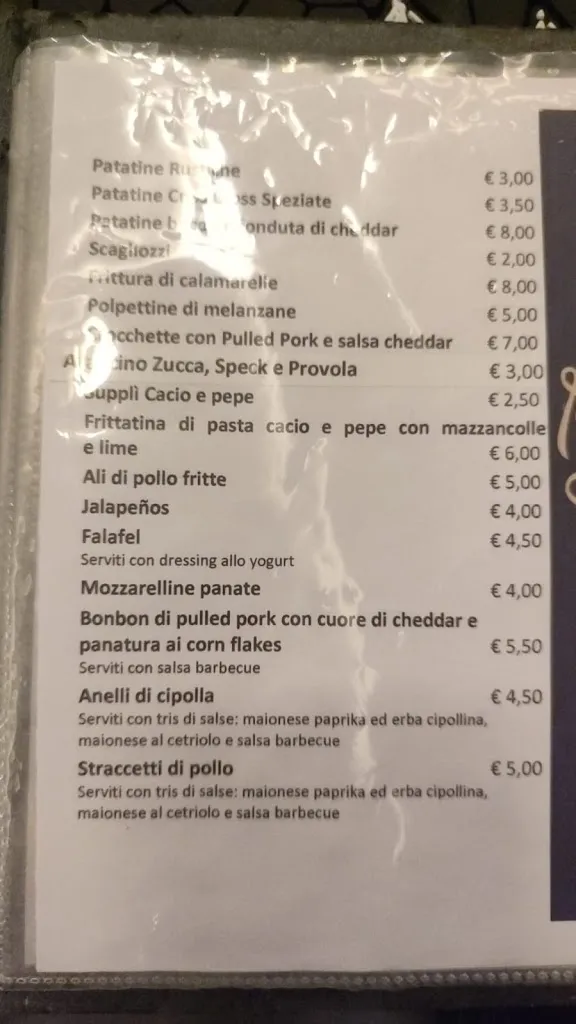 Patatine € 3,00
Patatine Speziate € 3,50
Patatine di cheddar € 8,00
Scagliozzi € 2,00
Frittura di calamarelle € 8,00
Polpettine di melanzane € 5,00
con Pulled Pork e salsa cheddar € 7,00
Zucca, Speck e Provola € 3,00
Supplì Cacio e pepe € 2,50
Frittatina di pasta cacio e pepe con mazzancolle
e lime € 6,00
Ali di pollo fritte € 5,00
Jalapeños € 4,00
Falafel € 4,50
Serviti con dressing allo yogurt
Mozzarelline panate € 4,00
Bonbon di pulled pork con cuore di cheddar e
panatura ai corn flakes € 5,50
Serviti con salsa barbecue
Anelli di cipolla € 4,50
Serviti con tris di salse: maionese paprika ed erba cipollina,
maionese al cetriolo e salsa barbecue
Straccetti di pollo € 5,00
Serviti con tris di salse: maionese paprika ed erba cipollina,
maionese al cetriolo e salsa barbecue